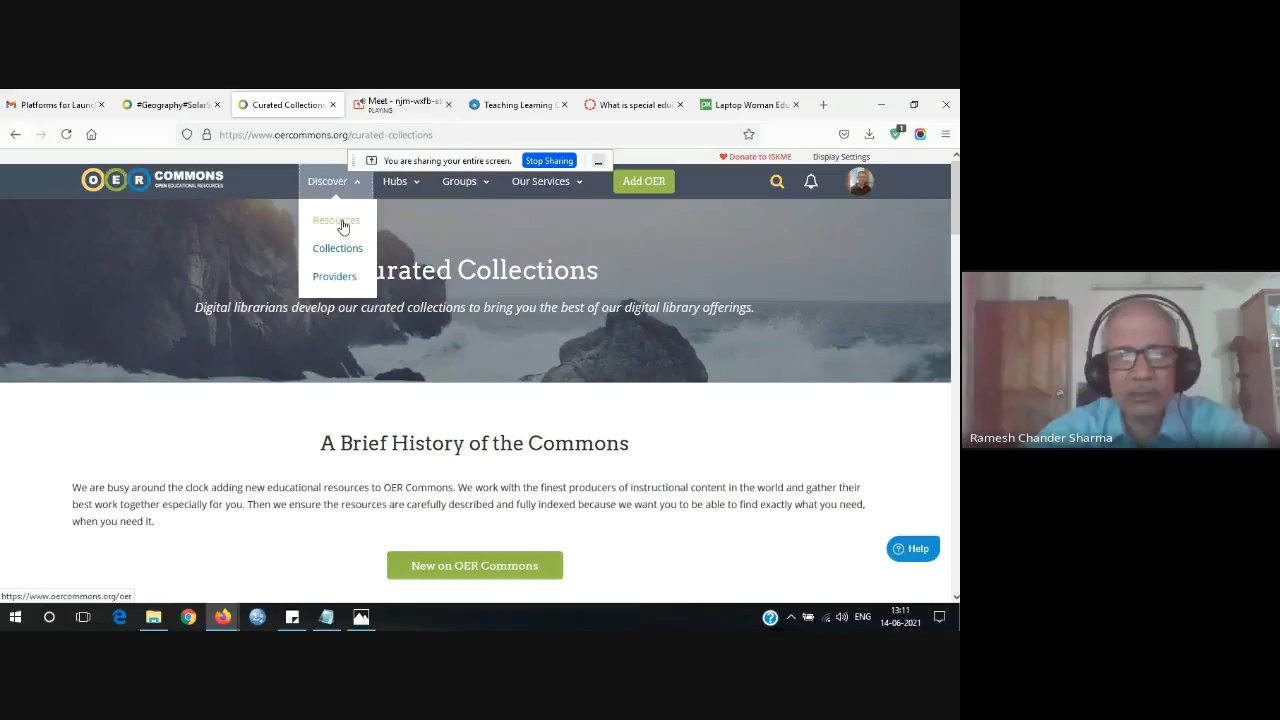 Platforms for Launc
#Geography#SolarS
Curated Collections
Meet - njm-wxfb-e
PLAYING
Teaching Learning C
What is special edu
Laptop Woman Edu
https://www.oercommons.org/curated-collections
1
You are sharing your entire screen.
Stop Sharing
Donate to ISKME
Display Settings
OER COMMONS
OPEN EDUCATIONAL RESOURCES
Discover
Hubs
Groups
Our Services
Add OER
Resources
Collections
Providers
urated Collections
Digital librarians develop our curated collections to bring you the best of our digital library offerings.
A Brief History of the Commons
We are busy around the clock adding new educational resources to OER Commons. We work with the finest producers of instructional content in the world and gather their
best work together especially for you. Then we ensure the resources are carefully described and fully indexed because we want you to be able to find exactly what you need,
when you need it.
New on OER Commons
Help
https://www.oercommons.org/oer
ENG
13:11
14-06-2021
Ramesh Chander Sharma